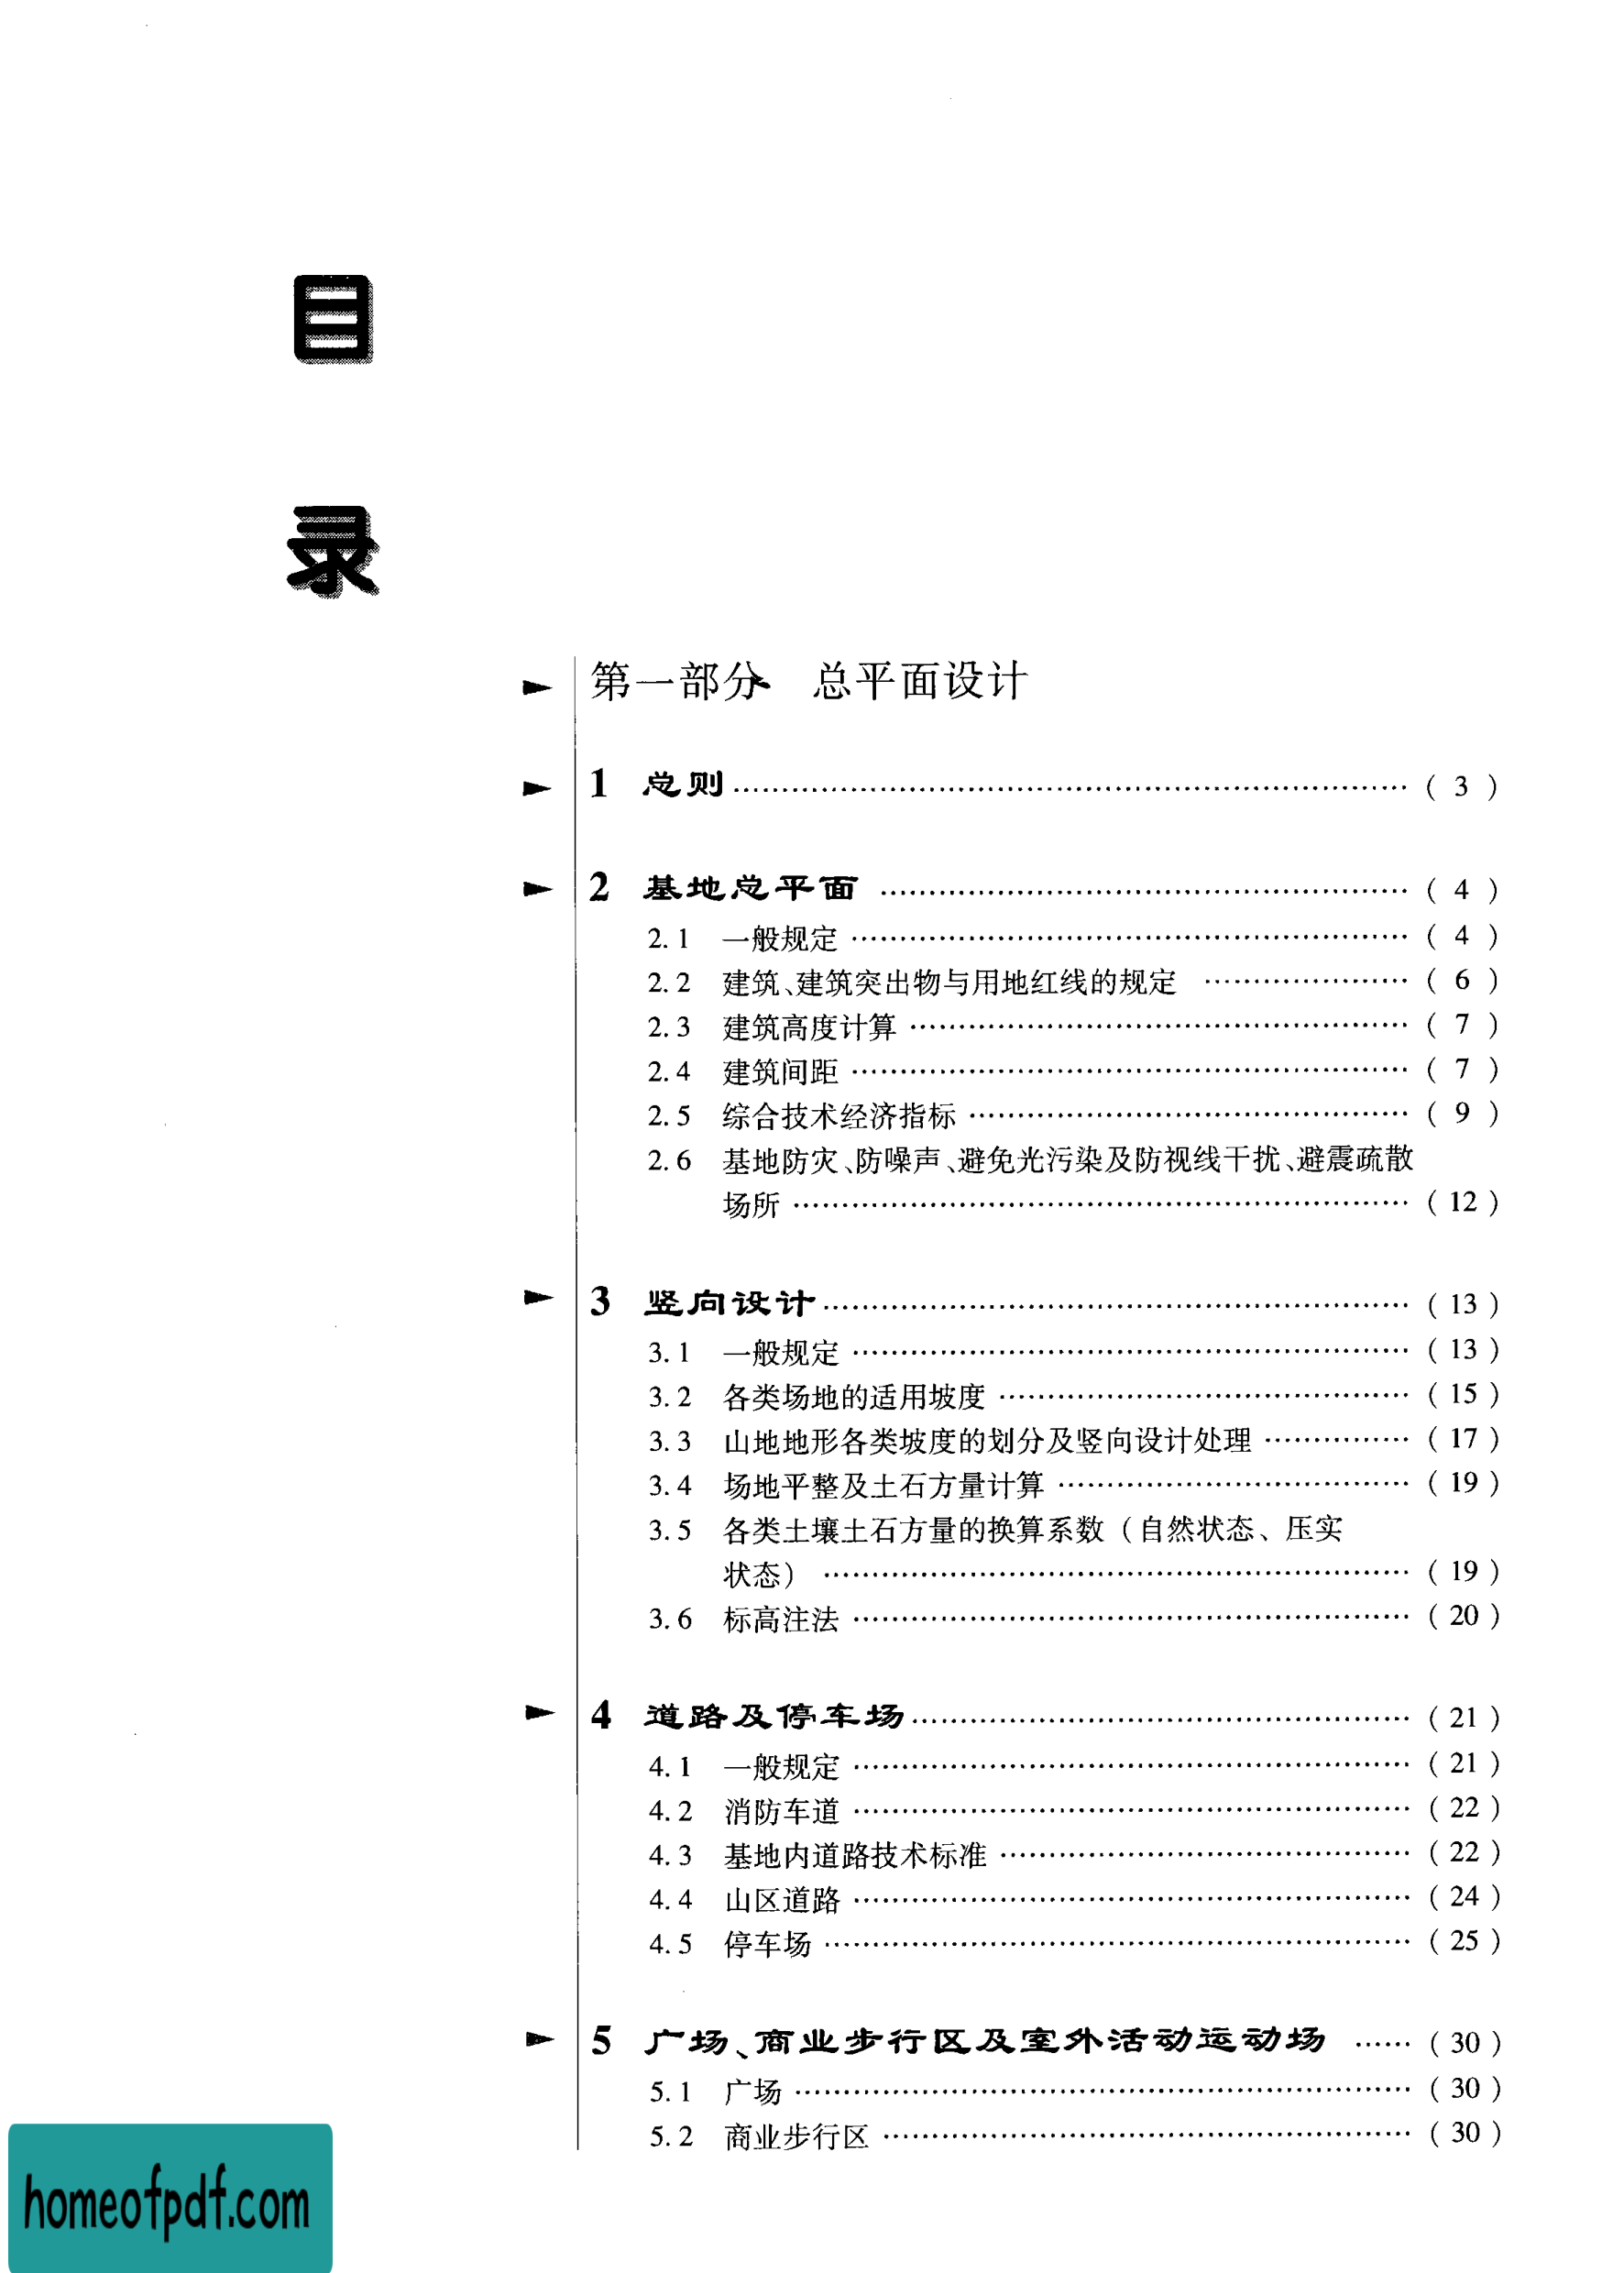 目
录
第一部分 总平面设计
1 总则……………………………………………………………( 3 )
2 基地总平面 ………………………………………………( 4 )
2.1 一般规定 …………………………………………………( 4 )
2.2 建筑、建筑突出物与用地红线的规定 …………………( 6 )
2.3 建筑高度计算 ……………………………………………( 7 )
2.4 建筑间距 …………………………………………………( 7 )
2.5 综合技术经济指标 ………………………………………( 9 )
2.6 基地防灾、防噪声、避免光污染及防视线干扰、避震疏散
场所 ………………………………………………………( 12 )
3 竖向设计……………………………………………………( 13 )
3.1 一般规定 …………………………………………………( 13 )
3.2 各类场地的适用坡度 ……………………………………( 15 )
3.3 山地地形各类坡度的划分及竖向设计处理 ……………( 17 )
3.4 场地平整及土石方量计算 ………………………………( 19 )
3.5 各类土壤土石方量的换算系数（自然状态、压实
状态） ……………………………………………………( 19 )
3.6 标高注法 …………………………………………………( 20 )
4 道路及停车场………………………………………………( 21 )
4.1 一般规定 …………………………………………………( 21 )
4.2 消防车道 …………………………………………………( 22 )
4.3 基地内道路技术标准 ……………………………………( 22 )
4.4 山区道路 …………………………………………………( 24 )
4.5 停车场 ……………………………………………………( 25 )
5 广场、商业步行区及室外活动运动场 ……( 30 )
5.1 广场 ………………………………………………………( 30 )
5.2 商业步行区 ………………………………………………( 30 )
homeofpdf.com